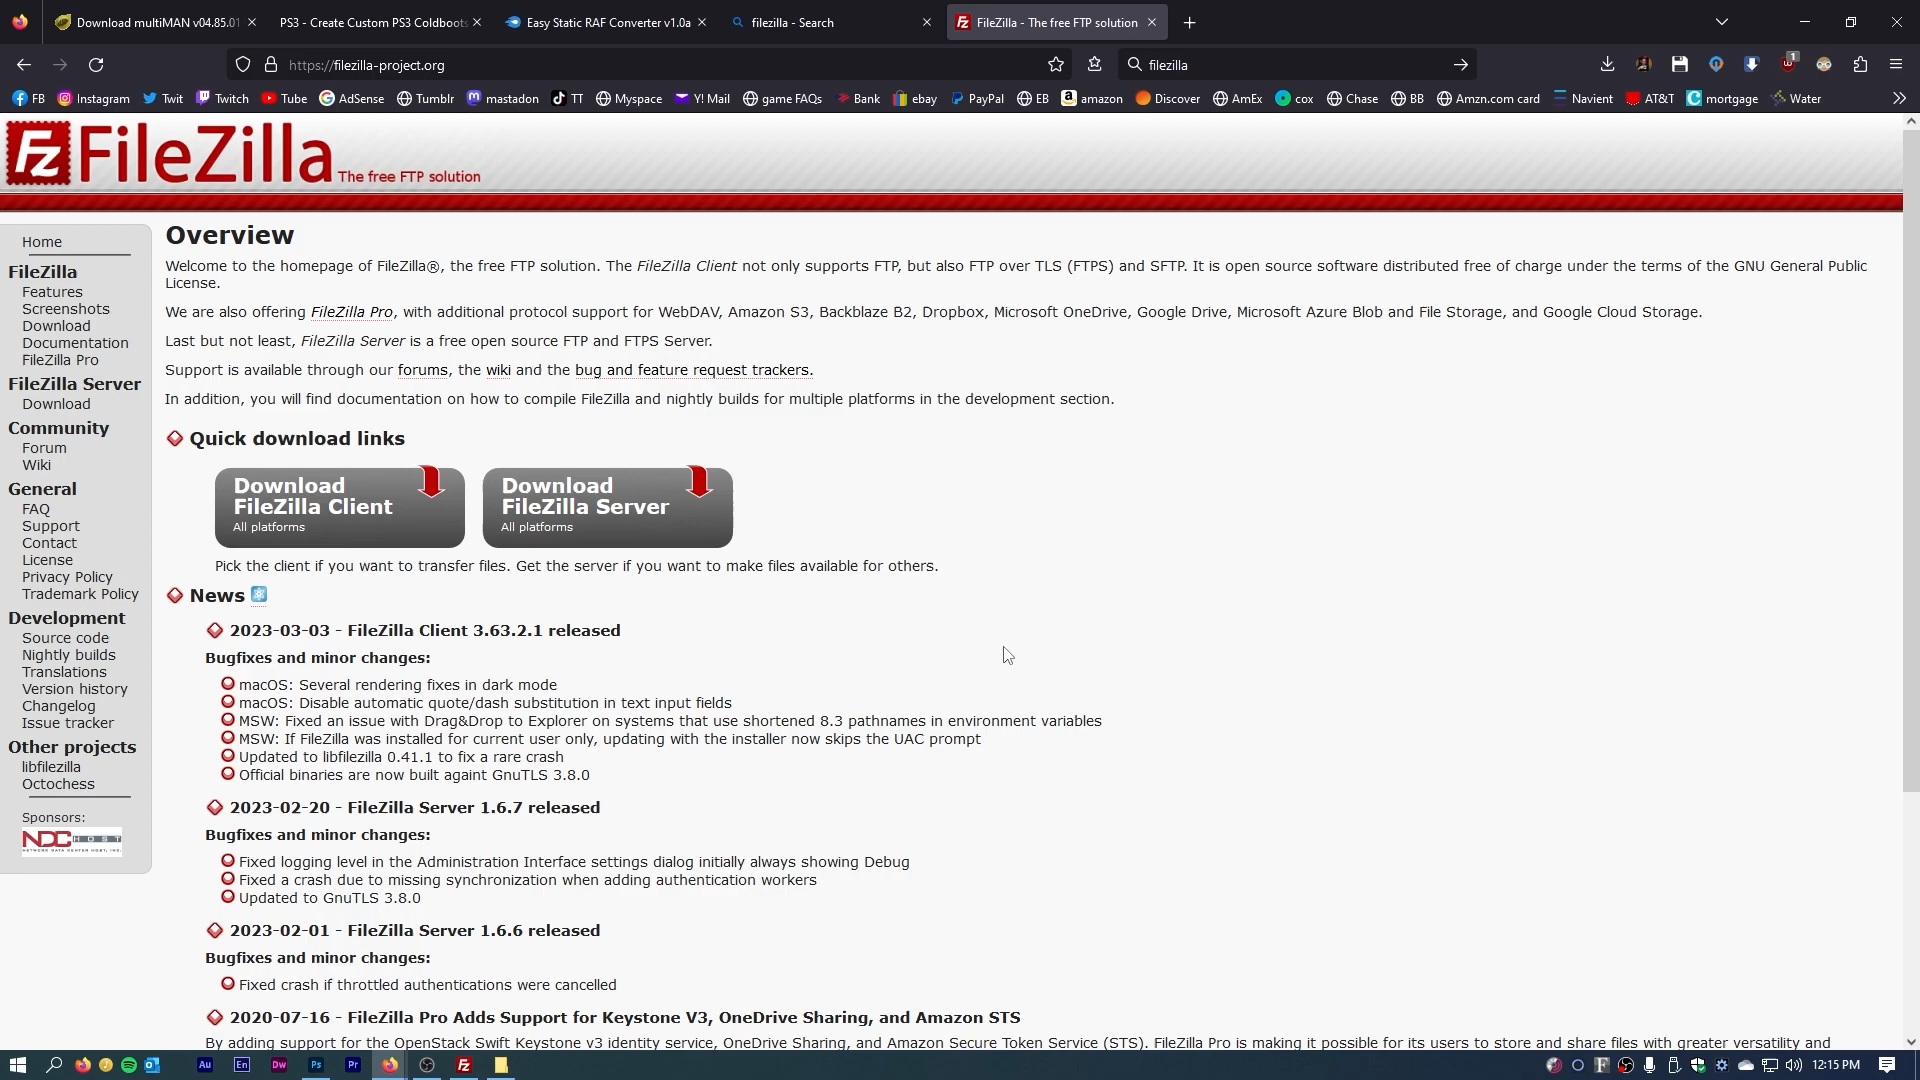 Download multiMAN v04.85.01
PS3 - Create Custom PS3 Coldboots
Easy Static RAF Converter v1.0a
filezilla - Search
FileZilla - The free FTP solution
https://filezilla-project.org
filezilla
1
FB
Instagram
Twit
Twitch
Tube
AdSense
Tumblr
mastadon
TT
Myspace
Y! Mail
game FAQs
Bank
ebay
PayPal
EB
amazon
Discover
AmEx
cox
Chase
BB
Amzn.com card
Navient
AT&T
mortgage
Water
Fz FileZilla The free FTP solution
Home
FileZilla
Features
Screenshots
Download
Documentation
FileZilla Pro
FileZilla Server
Download
Community
Forum
Wiki
General
FAQ
Support
Contact
License
Privacy Policy
Trademark Policy
Development
Source code
Nightly builds
Translations
Version history
Changelog
Issue tracker
Other projects
libfilezilla
Octochess
Sponsors:
NDC HOST
Overview
Welcome to the homepage of FileZilla®, the free FTP solution. The FileZilla Client not only supports FTP, but also FTP over TLS (FTPS) and SFTP. It is open source software distributed free of charge under the terms of the GNU General Public
License.
We are also offering FileZilla Pro, with additional protocol support for WebDAV, Amazon S3, Backblaze B2, Dropbox, Microsoft OneDrive, Google Drive, Microsoft Azure Blob and File Storage, and Google Cloud Storage.
Last but not least, FileZilla Server is a free open source FTP and FTPS Server.
Support is available through our forums, the wiki and the bug and feature request trackers.
In addition, you will find documentation on how to compile FileZilla and nightly builds for multiple platforms in the development section.
Quick download links
Download
FileZilla Client
All platforms
Download
FileZilla Server
All platforms
Pick the client if you want to transfer files. Get the server if you want to make files available for others.
News
2023-03-03 - FileZilla Client 3.63.2.1 released
Bugfixes and minor changes:
macOS: Several rendering fixes in dark mode
macOS: Disable automatic quote/dash substitution in text input fields
MSW: Fixed an issue with Drag&Drop to Explorer on systems that use shortened 8.3 pathnames in environment variables
MSW: If FileZilla was installed for current user only, updating with the installer now skips the UAC prompt
Updated to libfilezilla 0.41.1 to fix a rare crash
Official binaries are now built againt GnuTLS 3.8.0
2023-02-20 - FileZilla Server 1.6.7 released
Bugfixes and minor changes:
Fixed logging level in the Administration Interface settings dialog initially always showing Debug
Fixed a crash due to missing synchronization when adding authentication workers
Updated to GnuTLS 3.8.0
2023-02-01 - FileZilla Server 1.6.6 released
Bugfixes and minor changes:
Fixed crash if throttled authentications were cancelled
2020-07-16 - FileZilla Pro Adds Support for Keystone V3, OneDrive Sharing, and Amazon STS
By adding support for the OpenStack Swift Keystone v3 identity service, OneDrive Sharing, and Amazon Secure Token Service (STS). FileZilla Pro is making it possible for its users to store and share files with greater versatility and
Au
En
Dw
Ps
Pr
Fz
12:15 PM